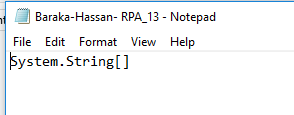 Baraka-Hassan- RPA_13 - Notepad
File Edit Format View Help
System.String[]